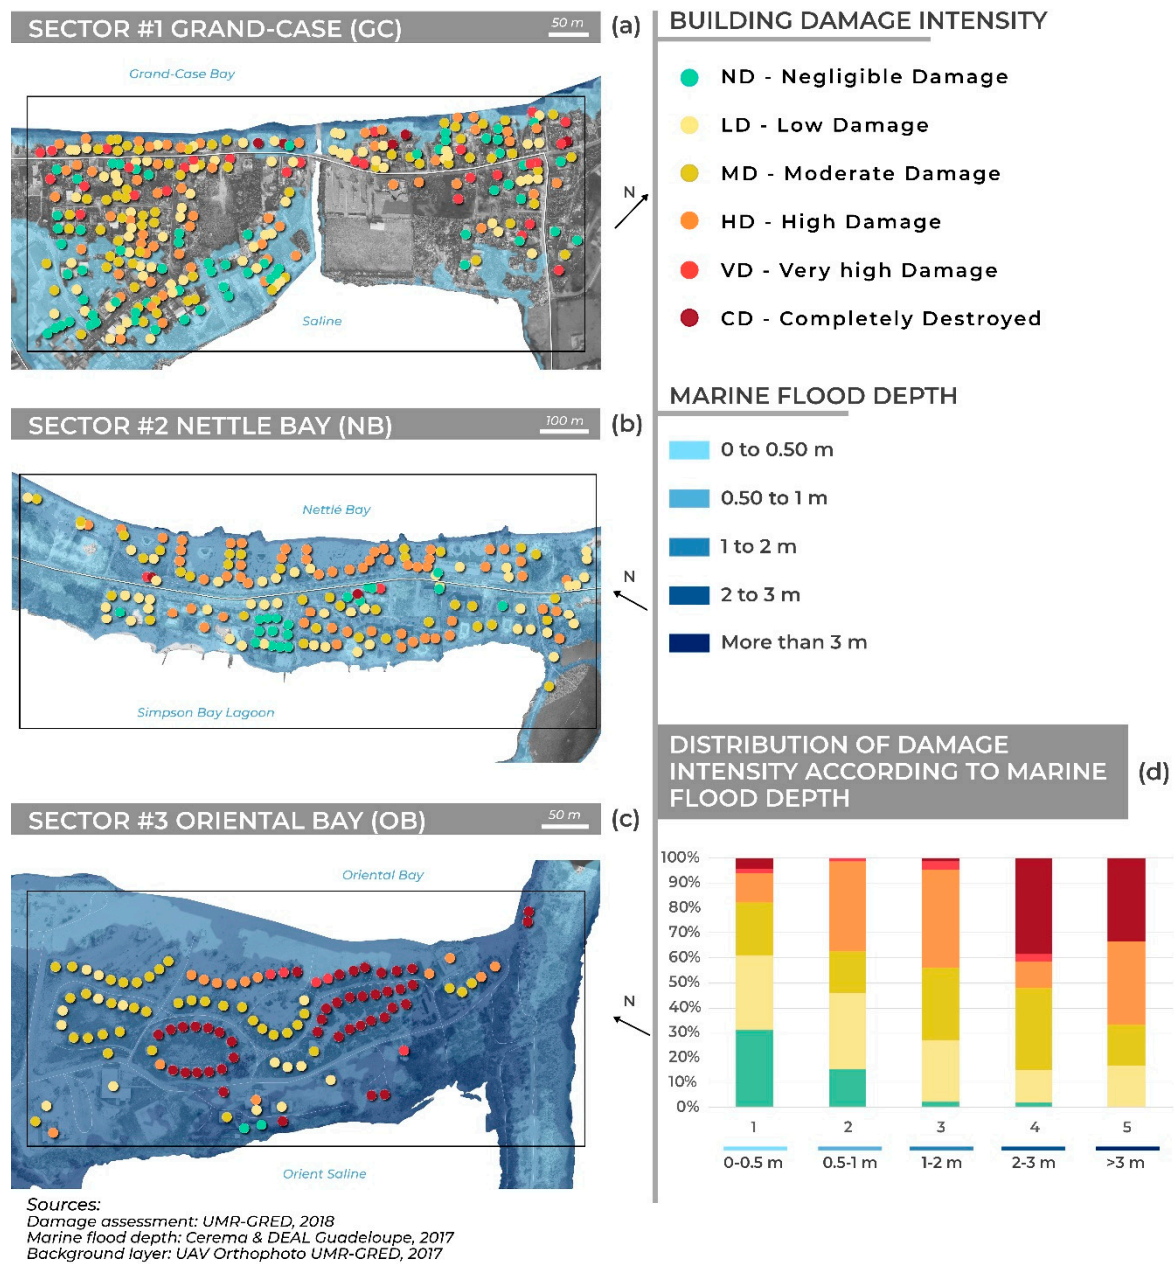 SECTOR #1 GRAND-CASE (GC)
50 m
(a)
Grand-Case Bay
Saline
N
SECTOR #2 NETTLE BAY (NB)
100 m
(b)
Nettlé Bay
Simpson Bay Lagoon
N
SECTOR #3 ORIENTAL BAY (OB)
50 m
(c)
Oriental Bay
Orient Saline
N
Sources:
Damage assessment: UMR-GRED, 2018
Marine flood depth: Cerema & DEAL Guadeloupe, 2017
Background layer: UAV Orthophoto UMR-GRED, 2017
BUILDING DAMAGE INTENSITY
ND - Negligible Damage
LD - Low Damage
MD - Moderate Damage
HD - High Damage
VD - Very high Damage
CD - Completely Destroyed
MARINE FLOOD DEPTH
0 to 0.50 m
0.50 to 1 m
1 to 2 m
2 to 3 m
More than 3 m
DISTRIBUTION OF DAMAGE
INTENSITY ACCORDING TO MARINE
FLOOD DEPTH
(d)
100%
90%
80%
70%
60%
50%
40%
30%
20%
10%
0%
1 2 3 4 5
0-0.5 m 0.5-1 m 1-2 m 2-3 m >3 m